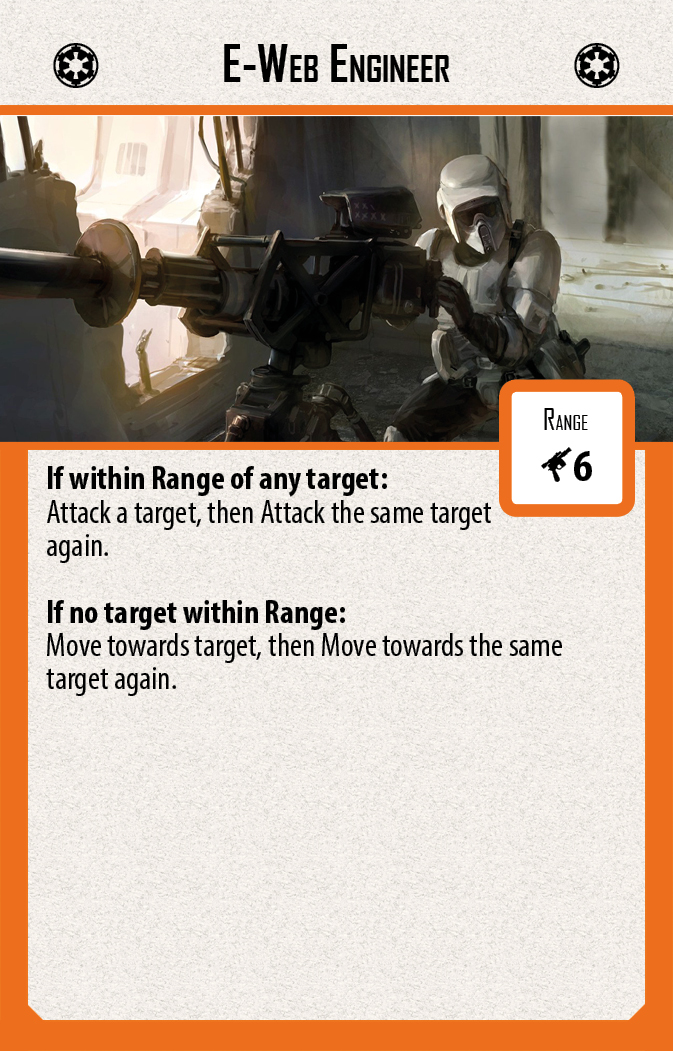 E-Web Engineer
Range
6
If within Range of any target:
Attack a target, then Attack the same target
again.
If no target within Range:
Move towards target, then Move towards the same
target again.